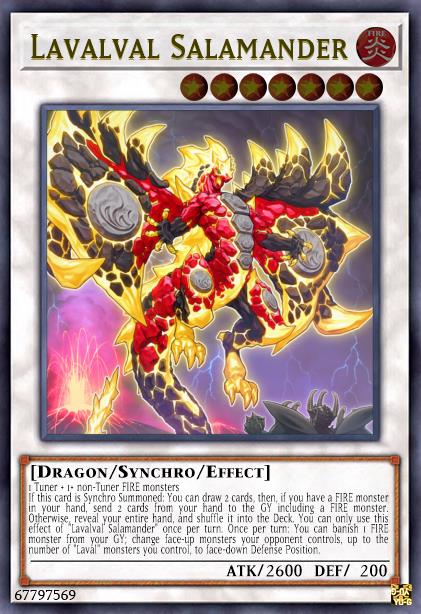 LAVALVAL SALAMANDER
FIRE
炎
[DRAGON/SYNCHRO/EFFECT]
1 Tuner + 1+ non-Tuner FIRE monsters
If this card is Synchro Summoned: You can draw 2 cards, then, if you have a FIRE monster
in your hand, send 2 cards from your hand to the GY including a FIRE monster.
Otherwise, reveal your entire hand, and shuffle it into the Deck. You can only use this
effect of "Lavalval Salamander" once per turn. Once per turn: You can banish 1 FIRE
monster from your GY; change face-up monsters your opponent controls, up to the
number of "Laval" monsters you control, to face-down Defense Position.
ATK/2600 DEF/ 200
67797569